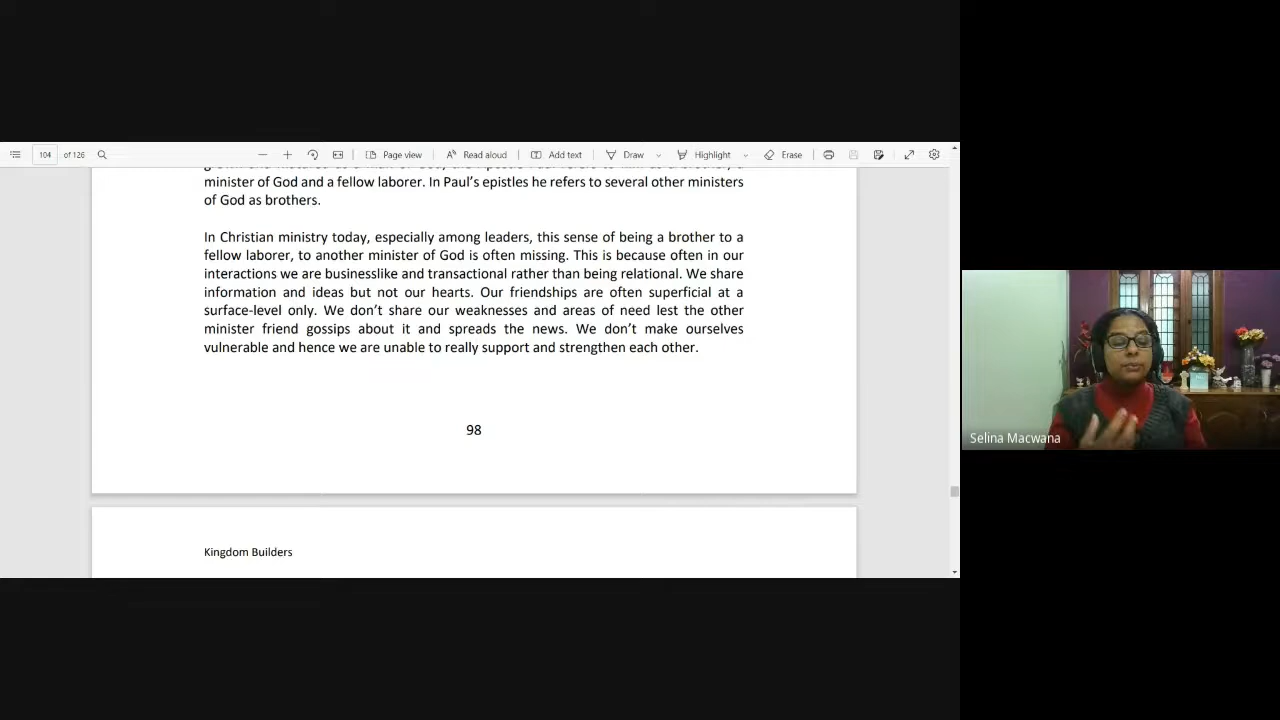 104 of 126
Page view
Read aloud
Add text
Draw
Highlight
Erase
minister of God and a fellow laborer. In Paul's epistles he refers to several other ministers
of God as brothers.
In Christian ministry today, especially among leaders, this sense of being a brother to a
fellow laborer, to another minister of God is often missing. This is because often in our
interactions we are businesslike and transactional rather than being relational. We share
information and ideas but not our hearts. Our friendships are often superficial at a
surface-level only. We don't share our weaknesses and areas of need lest the other
minister friend gossips about it and spreads the news. We don't make ourselves
vulnerable and hence we are unable to really support and strengthen each other.
98
Kingdom Builders
Selina Macwana